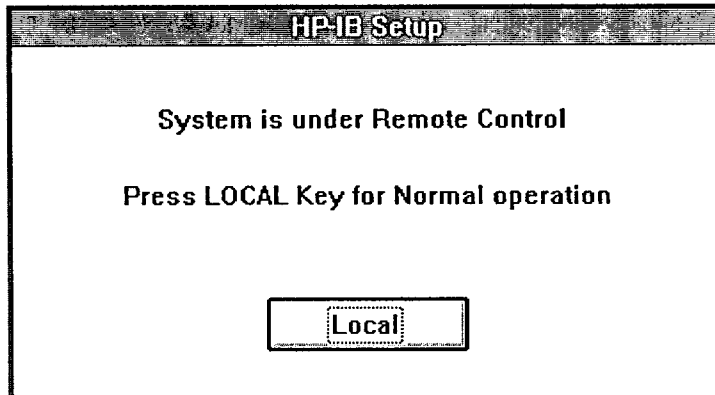 HP-IB Setup
System is under Remote Control
Press LOCAL Key for Normal operation
Local